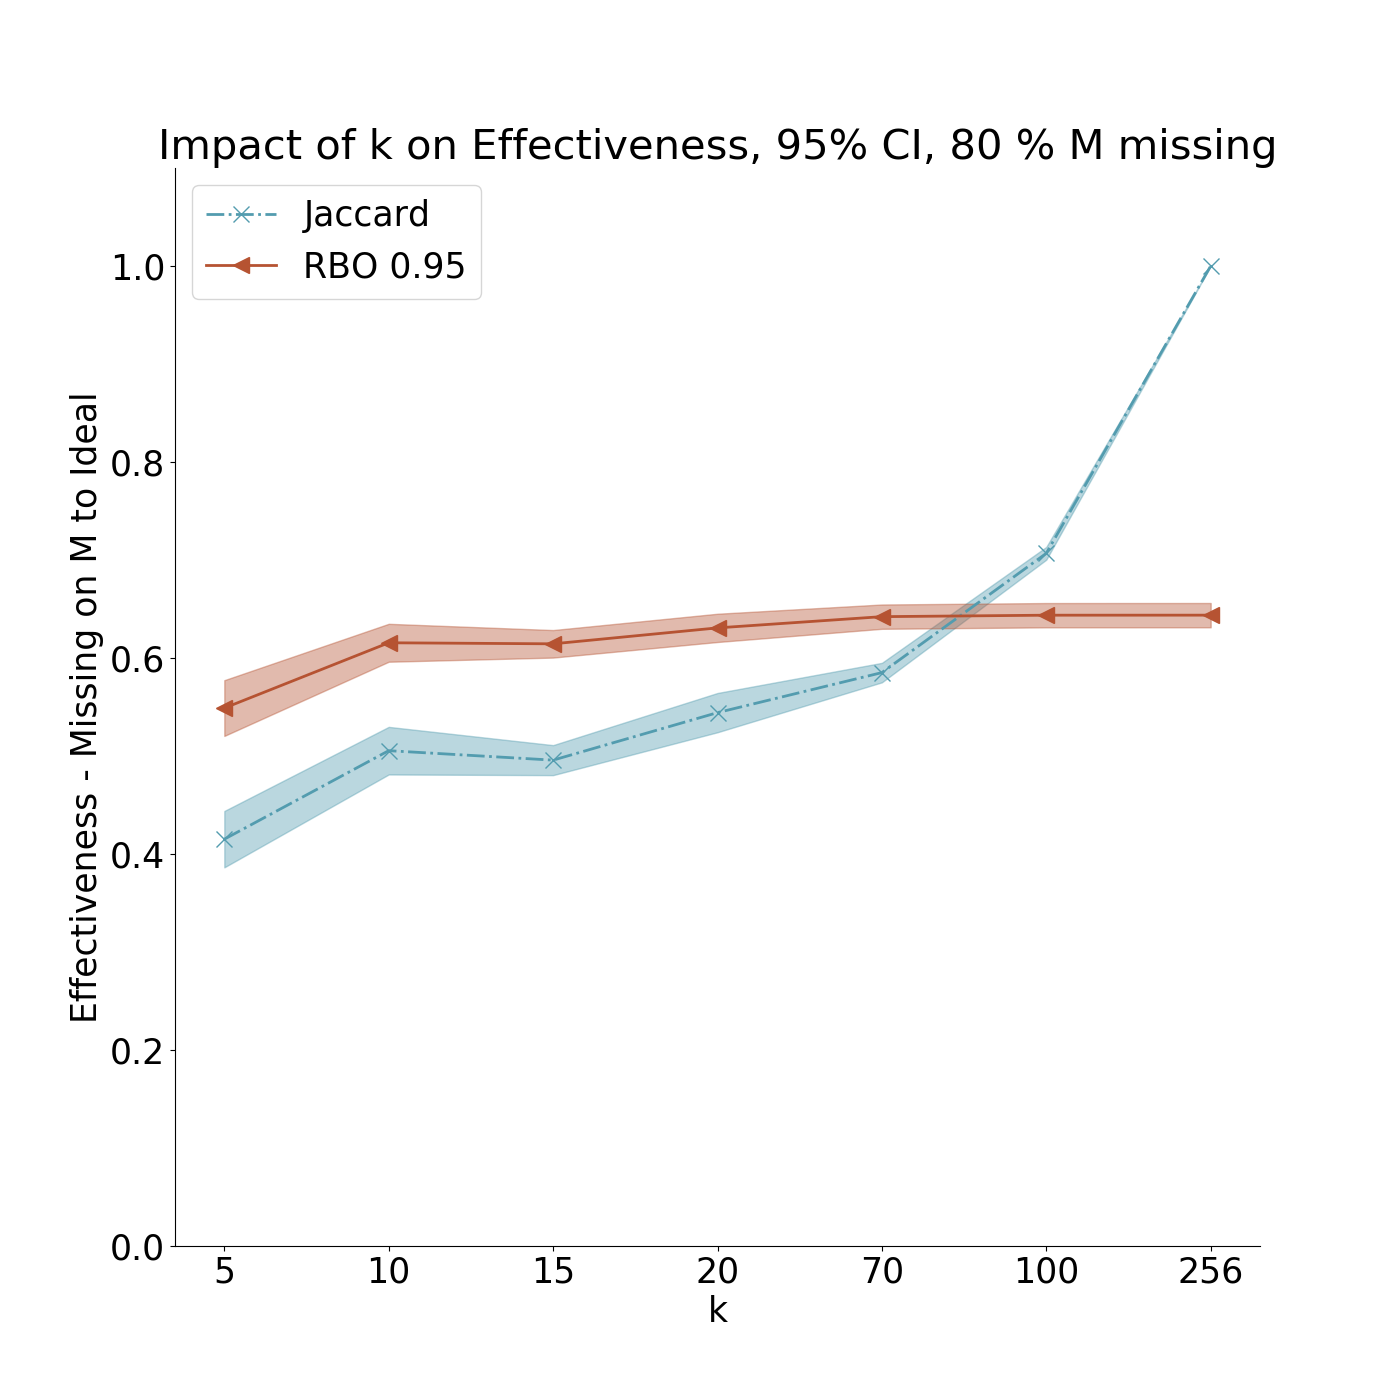 Impact of k on Effectiveness, 95% CI, 80 % M missing
Jaccard
RBO 0.95
Effectiveness - Missing on M to Ideal
1.0
0.8
0.6
0.4
0.2
0.0
5 10 15 20 70 100 256
k